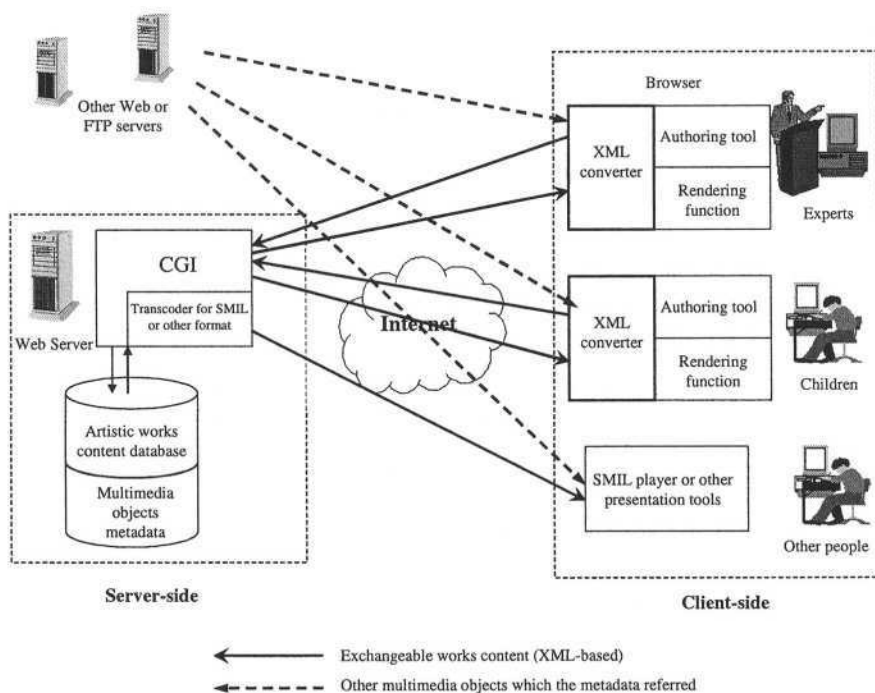 Other Web or
FTP servers
Browser
XML
converter
Authoring tool
Rendering
function
Experts
CGI
Transcoder for SMIL
or other format
Web Server
Internet
XML
converter
Authoring tool
Rendering
function
Children
Artistic works
content database
Multimedia
objects
metadata
SMIL player or other
presentation tools
Other people
Server-side
Client-side
Exchangeable works content (XML-based)
Other multimedia objects which the metadata referred